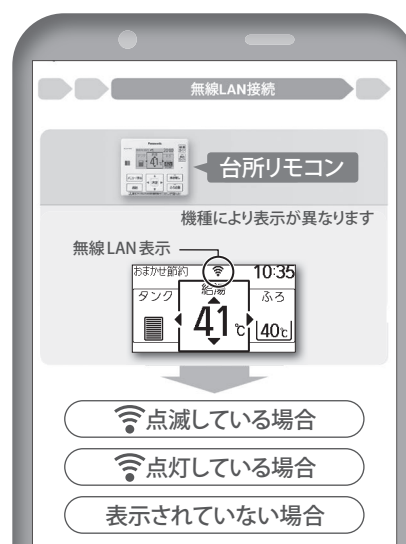 無線LAN接続
Panasonic
41
台所リモコン
機種により表示が異なります
無線LAN表示
おまかせ節約 10:35
タンク 給湯 ふろ
41℃ 40℃
点滅している場合
点灯している場合
表示されていない場合